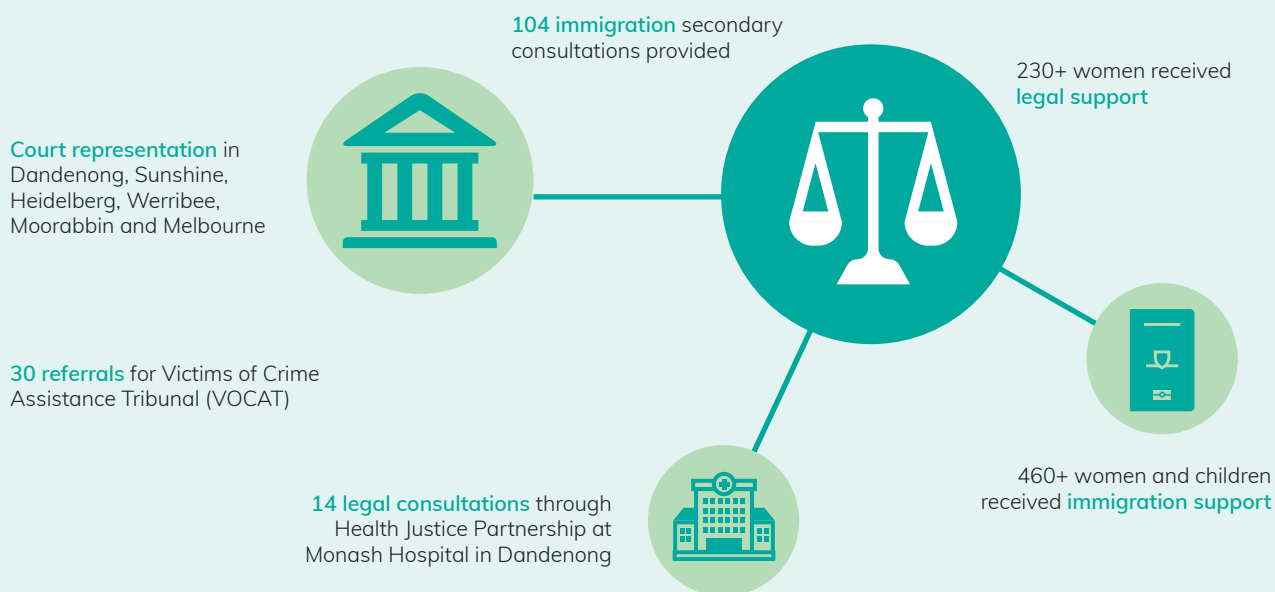 104 immigration secondary
consultations provided
230+ women received
legal support
Court representation in
Dandenong, Sunshine,
Heidelberg, Werribee,
Moorabbin and Melbourne
30 referrals for Victims of Crime
Assistance Tribunal (VOCAT)
14 legal consultations through
Health Justice Partnership at
Monash Hospital in Dandenong
460+ women and children
received immigration support